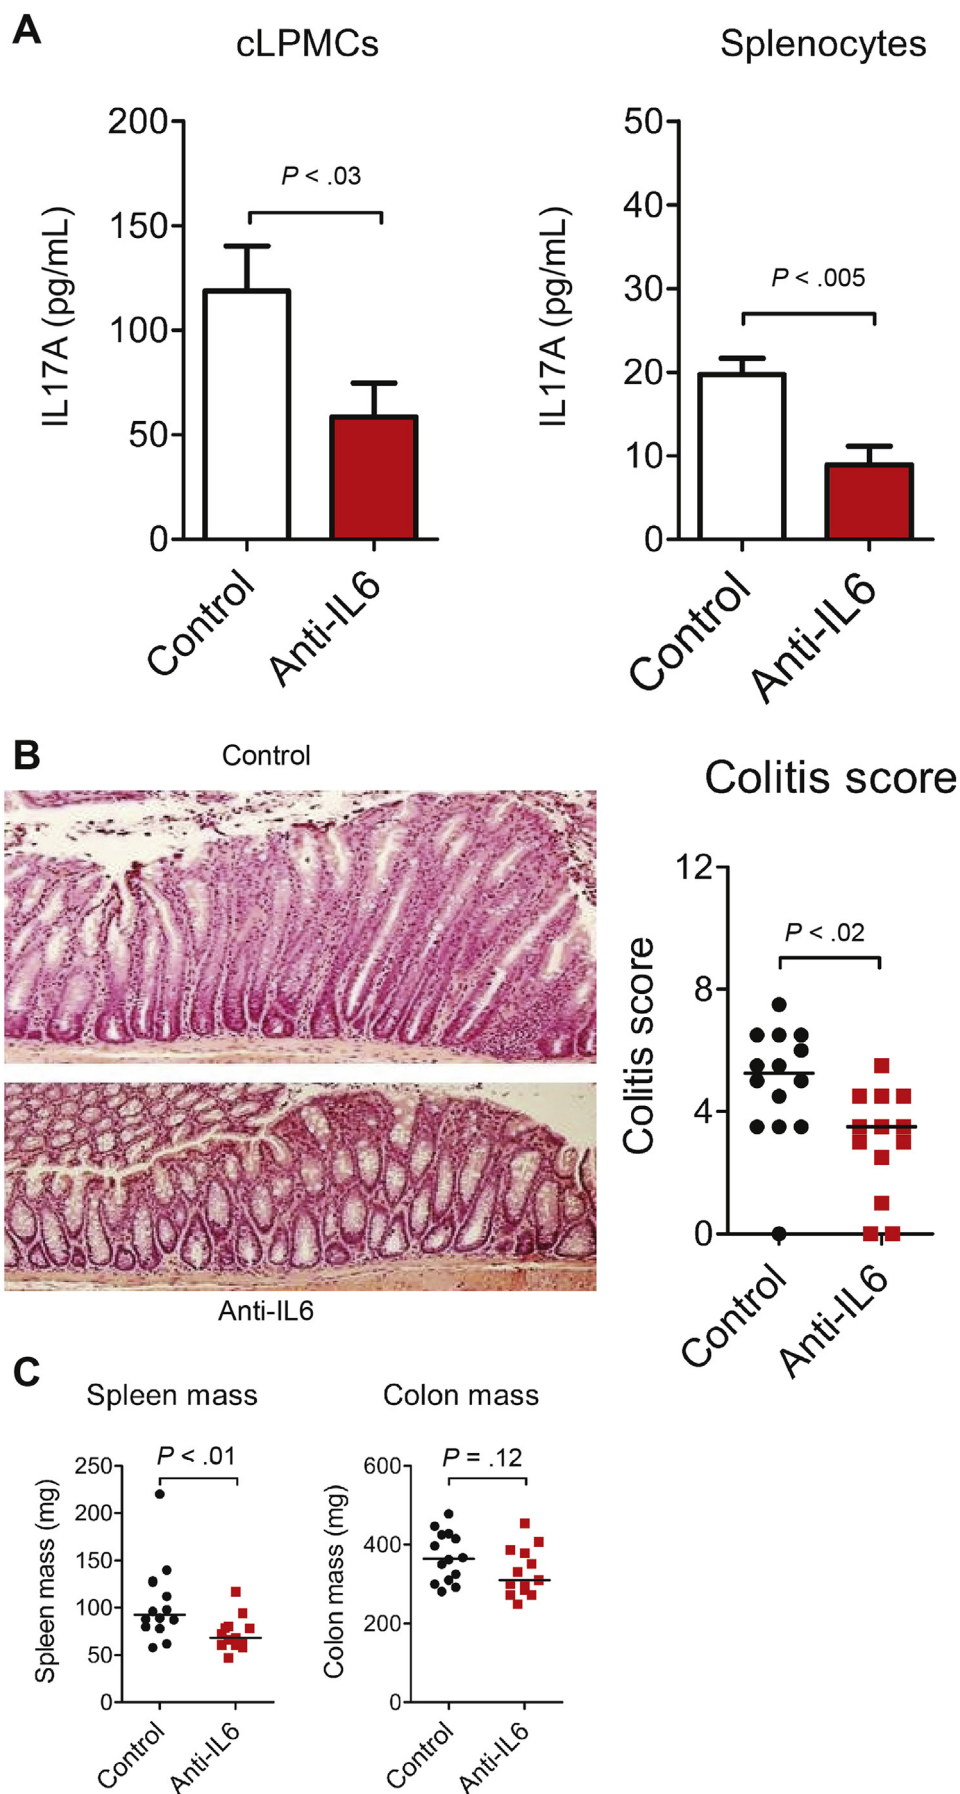 A
cLPMCs
Splenocytes
200
150
100
50
0
IL17A (pg/mL)
P < .03
Control
Anti-IL6
50
40
30
20
10
0
IL17A (pg/mL)
P < .005
Control
Anti-IL6
B
Control
Anti-IL6
Colitis score
12
8
4
0
Colitis score
P < .02
Control
Anti-IL6
C
Spleen mass
P < .01
250
200
150
100
50
0
Spleen mass (mg)
Control
Anti-IL6
Colon mass
P = .12
600
400
200
0
Colon mass (mg)
Control
Anti-IL6